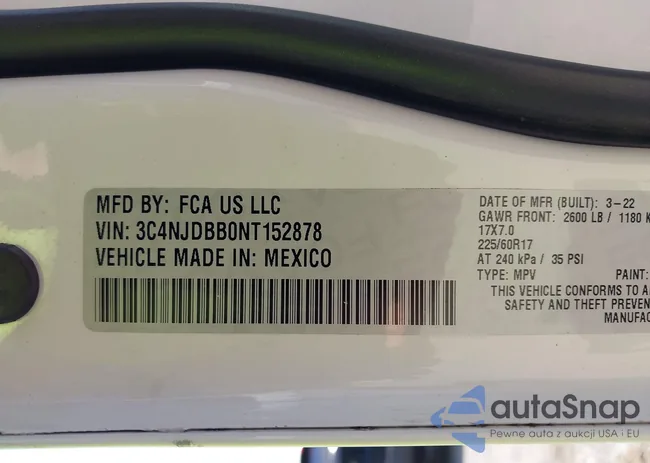 MFD BY: FCA US LLC
VIN: 3C4NJDBB0NT152878
VEHICLE MADE IN: MEXICO
DATE OF MFR (BUILT): 3-22
GAWR FRONT: 2600 LB / 1180 K
17X7.0
225/60R17
AT 240 kPa / 35 PSI
TYPE: MPV PAINT:
THIS VEHICLE CONFORMS TO A
SAFETY AND THEFT PREVEN
MANUFAC
autaSnap
Pewne auta z aukcji USA i EU